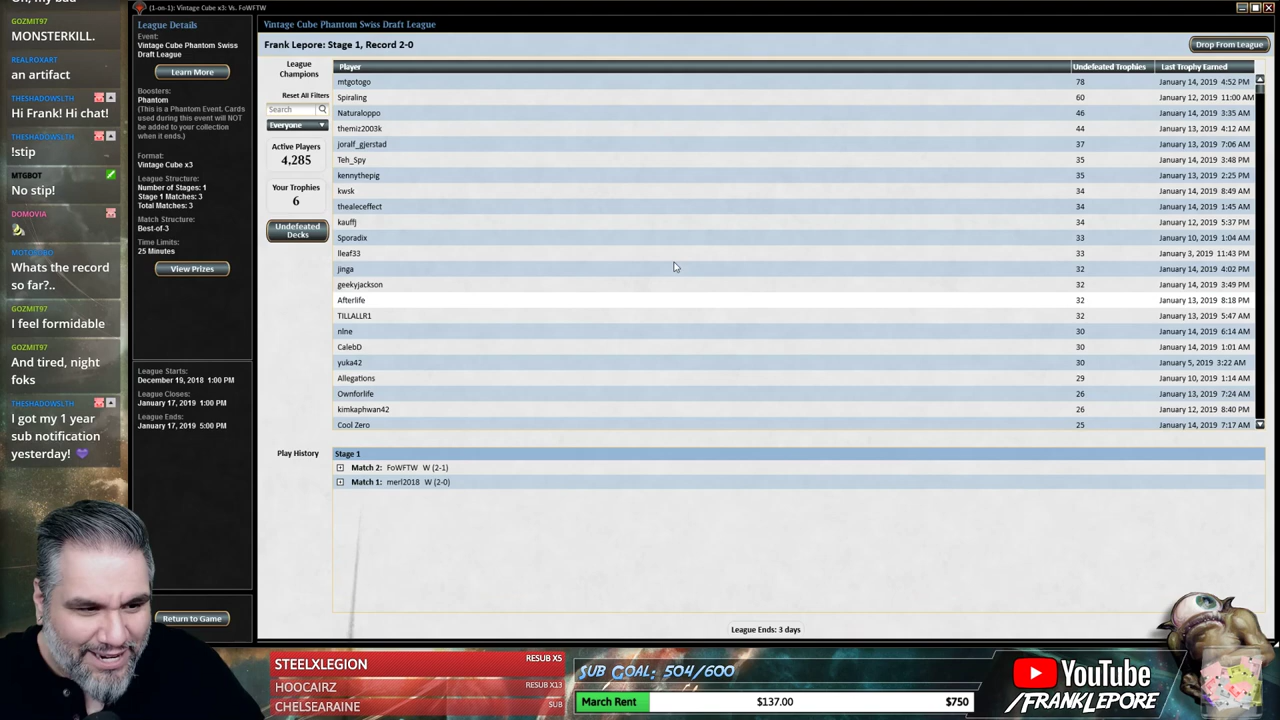 GOZMIT97
MONSTERKILL.
REALROXART
an artifact
THESHADOWSLTH
Hi Frank! Hi chat!
THESHADOWSLTH
!stip
MTGBOT
No stip!
DOMOVIA
Whats the record
so far?..
GOZMIT97
I feel formidable
GOZMIT97
And tired, night
foks
THESHADOWSLTH
I got my 1 year
sub notification
yesterday!
(1-on-1): Vintage Cube x3: Vs. FoWFTW
League Details
Event:
Vintage Cube Phantom Swiss
Draft League
Learn More
Boosters:
Phantom
(This is a Phantom Event. Cards
used during this event will NOT
be added to your collection
when it ends.)
Format:
Vintage Cube x3
League Structure:
Number of Stages: 1
Stage 1 Matches: 3
Total Matches: 3
Match Structure:
Best-of-3
Time Limits:
25 Minutes
View Prizes
League Starts:
December 19, 2018 1:00 PM
League Closes:
January 17, 2019 1:00 PM
League Ends:
January 17, 2019 5:00 PM
Return to Game
Vintage Cube Phantom Swiss Draft League
Frank Lepore: Stage 1, Record 2-0
Drop From League
League
Champions
Reset All Filters
Search
Everyone
Active Players
4,285
Your Trophies
6
Undefeated
Decks
Player Undefeated Trophies Last Trophy Earned
mtgotogo 78 January 14, 2019 4:52 PM
Spiraling 60 January 12, 2019 11:00 AM
Naturaloppo 46 January 14, 2019 3:35 AM
themiz2003k 44 January 13, 2019 4:12 AM
joralf_gjerstad 37 January 13, 2019 7:06 AM
Teh_Spy 35 January 14, 2019 3:48 PM
kennythepig 35 January 13, 2019 2:25 PM
kwsk 34 January 14, 2019 8:49 AM
thealeceffect 34 January 14, 2019 1:45 AM
kauffj 34 January 12, 2019 5:37 PM
Sporadix 33 January 10, 2019 1:04 AM
lleaf33 33 January 3, 2019 11:43 PM
jinga 32 January 14, 2019 4:02 PM
geekyjackson 32 January 14, 2019 3:49 PM
Afterlife 32 January 13, 2019 8:18 PM
TILLALLR1 32 January 13, 2019 5:47 AM
nlne 30 January 14, 2019 6:14 AM
CalebD 30 January 14, 2019 1:01 AM
yuka42 30 January 5, 2019 3:22 AM
Allegations 29 January 10, 2019 1:14 AM
Ownforlife 26 January 13, 2019 7:24 AM
kimkaphwan42 26 January 12, 2019 8:40 PM
Cool Zero 25 January 14, 2019 7:17 AM
Play History
Stage 1
Match 2: FoWFTW W (2-1)
Match 1: merl2018 W (2-0)
League Ends: 3 days
STEELXLEGION RESUB X5
HOOCAIRZ RESUB X13
CHELSEARAINE SUB
SUB GOAL: 504/600
March Rent $137.00 $750
YouTube
/FRANKLEPORE